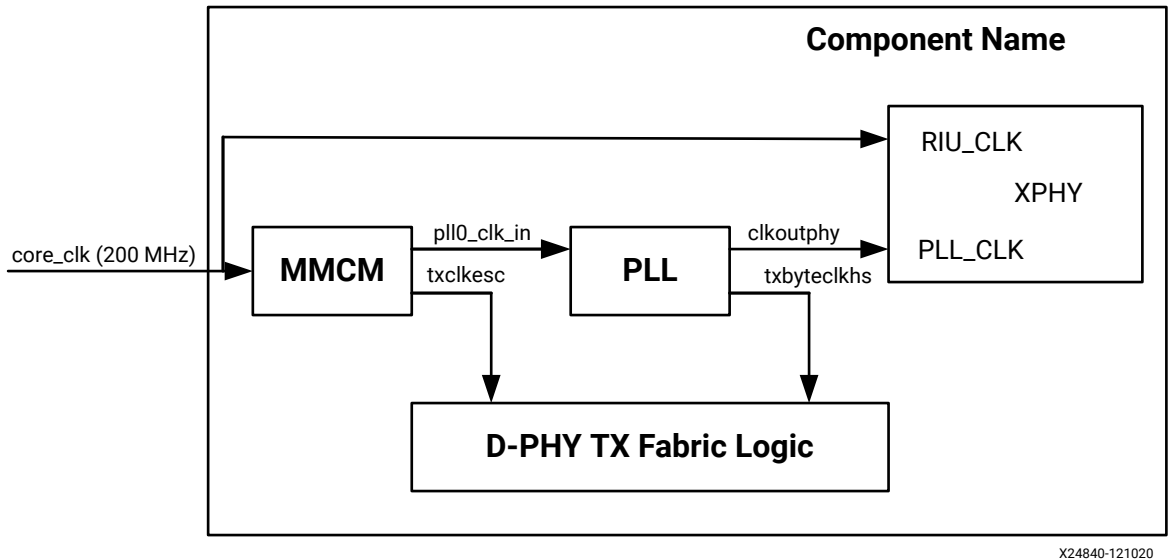 Component Name
RIU_CLK
XPHY
core_clk (200 MHz)
MMCM
pll0_clk_in
txclkesc
PLL
clkoutphy
txbyteclkhs
PLL_CLK
D-PHY TX Fabric Logic
X24840-121020